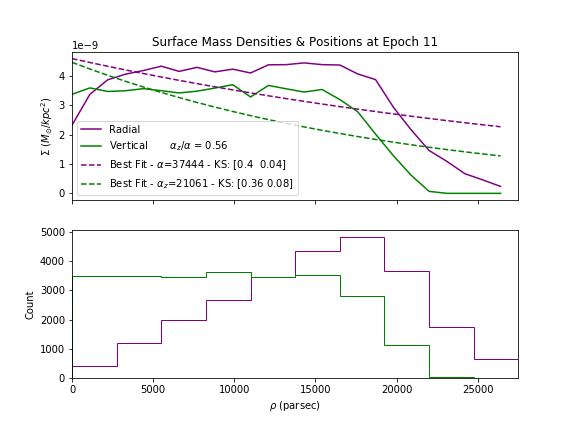 Surface Mass Densities & Positions at Epoch 11
1e−9
4
3
2
1
0
Σ (M⊙/kpc²)
Radial
Vertical αz/α = 0.56
Best Fit - α=37444 - KS: [0.4 0.04]
Best Fit - αz=21061 - KS: [0.36 0.08]
5000
4000
3000
2000
1000
0
Count
0 5000 10000 15000 20000 25000
ρ (parsec)